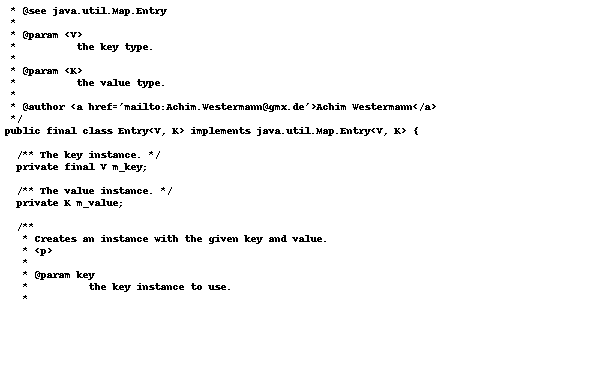 * @see java.util.Map.Entry
*
* @param <V>
*          the key type.
*
* @param <K>
*          the value type.
*
* @author <a href='mailto:Achim.Westermann@gmx.de'>Achim Westermann</a>
*/
public final class Entry<V, K> implements java.util.Map.Entry<V, K> {
/** The key instance. */
private final V m_key;
/** The value instance. */
private K m_value;
/**
* Creates an instance with the given key and value.
* <p>
*
* @param key
*          the key instance to use.
*